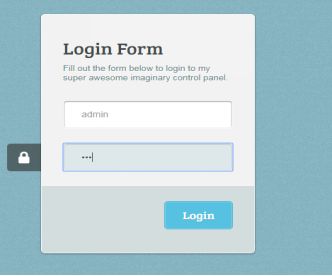 Login Form
Fill out the form below to login to my
super awesome imaginary control panel.
admin
•••
Login